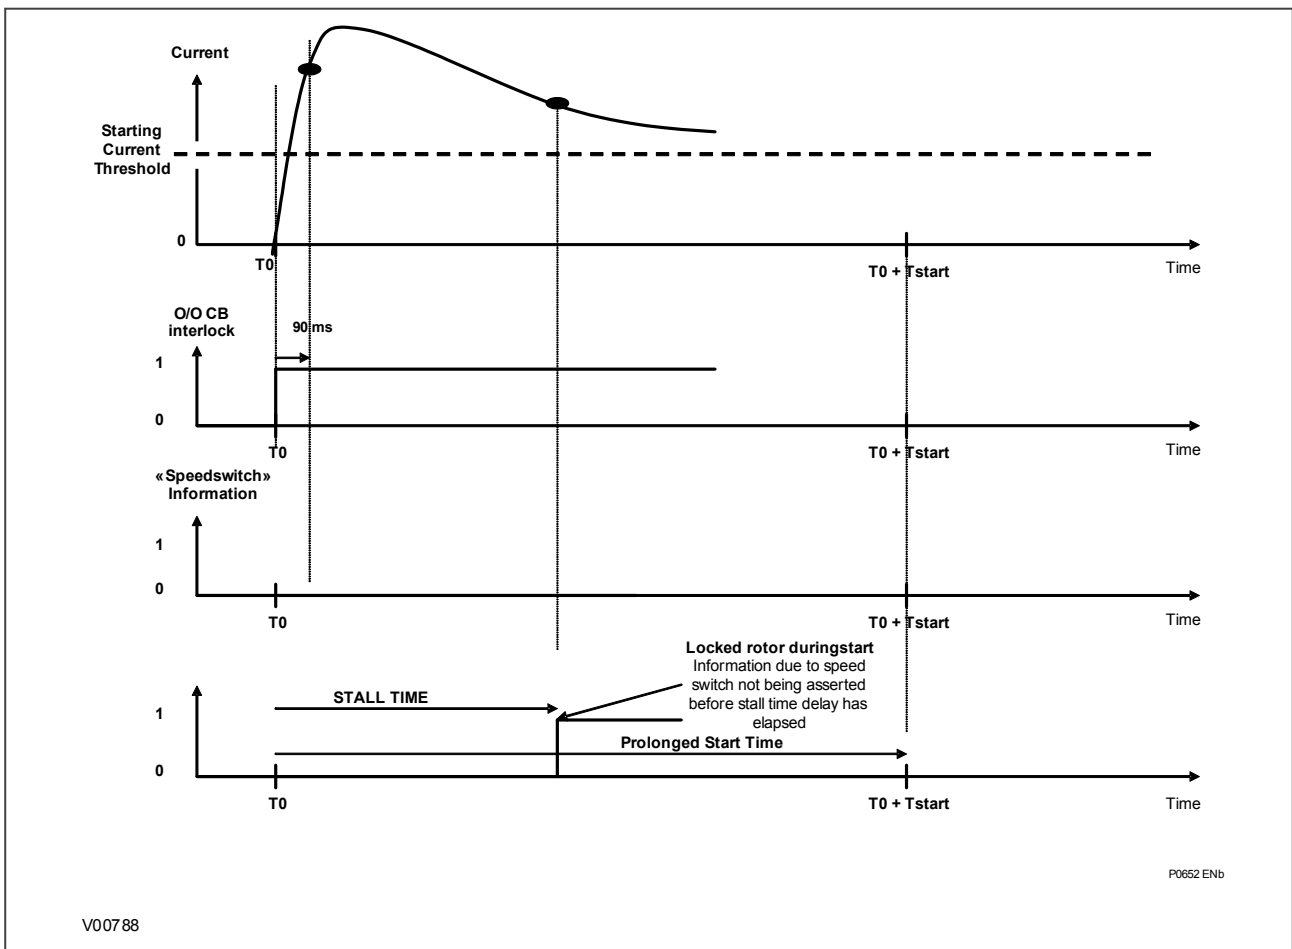 Current
Starting
Current
Threshold
0
T0
T0 + Tstart
Time
O/O CB
interlock
90 ms
1
0
T0
T0 + Tstart
Time
«Speedswitch»
Information
1
0
T0
T0 + Tstart
Time
Locked rotor duringstart
Information due to speed
switch not being asserted
before stall time delay has
elapsed
STALL TIME
1
Prolonged Start Time
0
T0
T0 + Tstart
Time
P0652 ENb
V00788